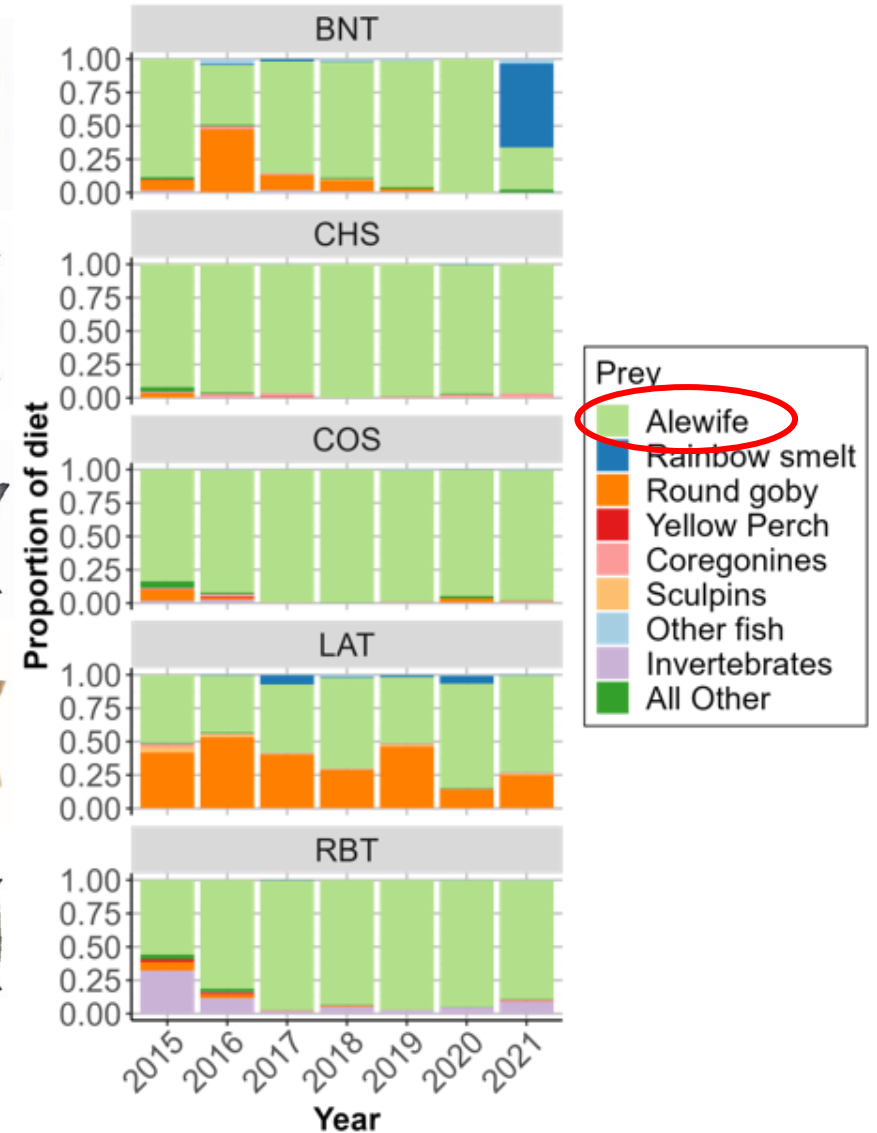 BNT
1.00
0.75
0.50
0.25
0.00
CHS
1.00
0.75
0.50
0.25
0.00
COS
1.00
0.75
0.50
0.25
0.00
LAT
1.00
0.75
0.50
0.25
0.00
RBT
1.00
0.75
0.50
0.25
0.00
Proportion of diet
2015
2016
2017
2018
2019
2020
2021
Year
Prey
Alewife
Rainbow smelt
Round goby
Yellow Perch
Coregonines
Sculpins
Other fish
Invertebrates
All Other